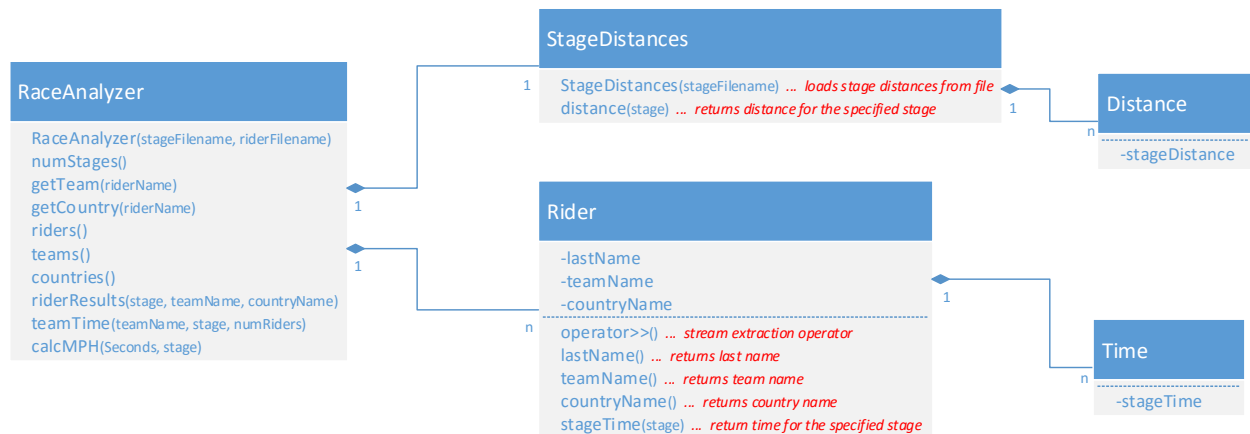 RaceAnalyzer
RaceAnalyzer(stageFilename, riderFilename)
numStages()
getTeam(riderName)
getCountry(riderName)
riders()
teams()
countries()
riderResults(stage, teamName, countryName)
teamTime(teamName, stage, numRiders)
calcMPH(Seconds, stage)
1
1
StageDistances
StageDistances(stageFilename) ... loads stage distances from file
distance(stage) ... returns distance for the specified stage
1
1
Distance
-stageDistance
n
Rider
-lastName
-teamName
-countryName
operator>>() ... stream extraction operator
lastName() ... returns last name
teamName() ... returns team name
countryName() ... returns country name
stageTime(stage) ... return time for the specified stage
n
1
Time
-stageTime
n